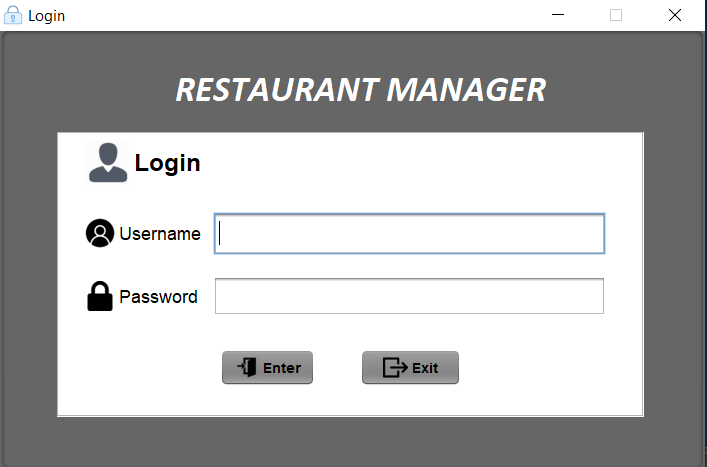 Login
RESTAURANT MANAGER
Login
Username
Password
Enter Exit